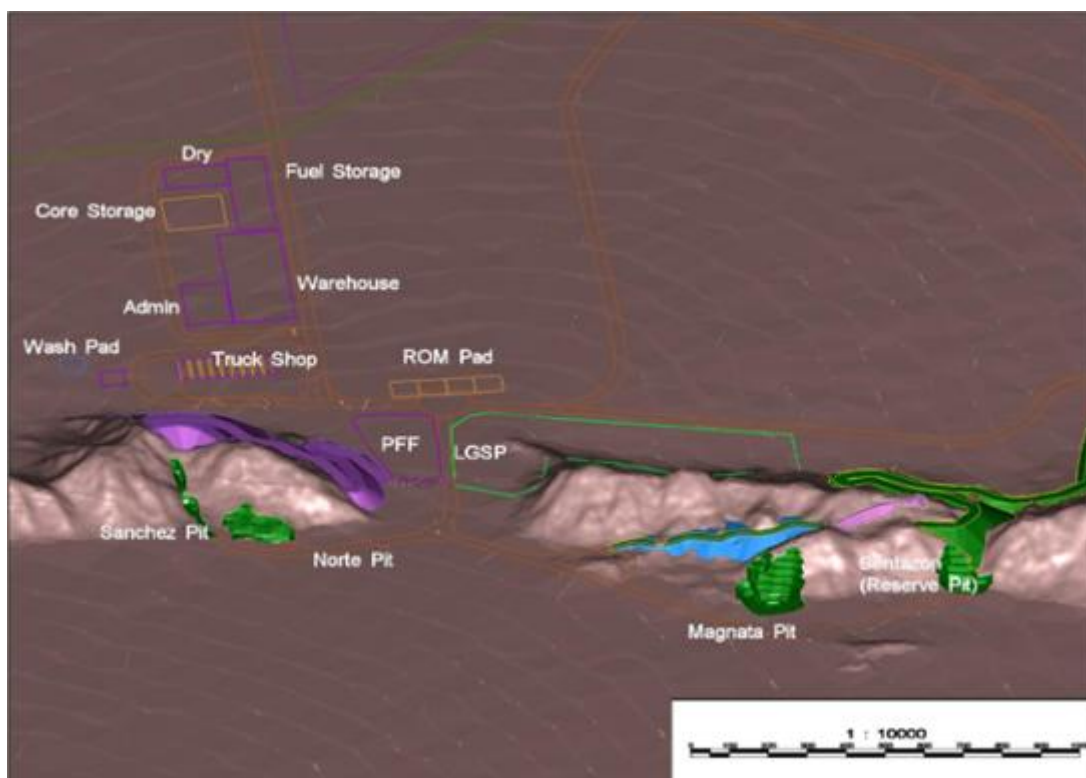 Dry
Fuel Storage
Core Storage
Warehouse
Admin
Wash Pad
Truck Shop
ROM Pad
PFF
LGSP
Sanchez Pit
Norte Pit
(Reserve Pit)
Magnata Pit
1 : 10000